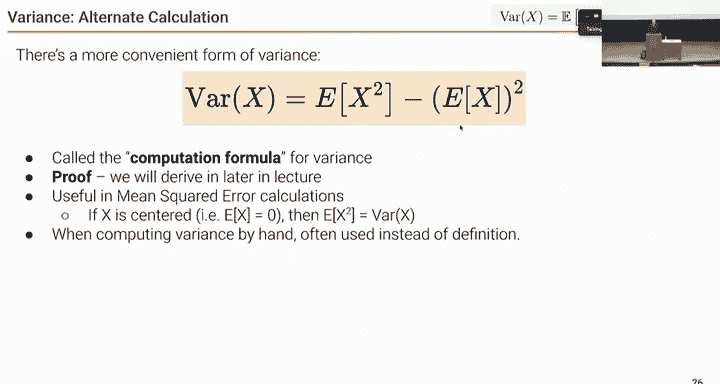 Variance: Alternate Calculation
Var(X) = 𝔼 [
Talking
There's a more convenient form of variance:
Var(X) = E[X²] − (E[X])²
● Called the “computation formula” for variance
● Proof – we will derive in later in lecture
● Useful in Mean Squared Error calculations
○ If X is centered (i.e. E[X] = 0), then E[X²] = Var(X)
● When computing variance by hand, often used instead of definition.
26